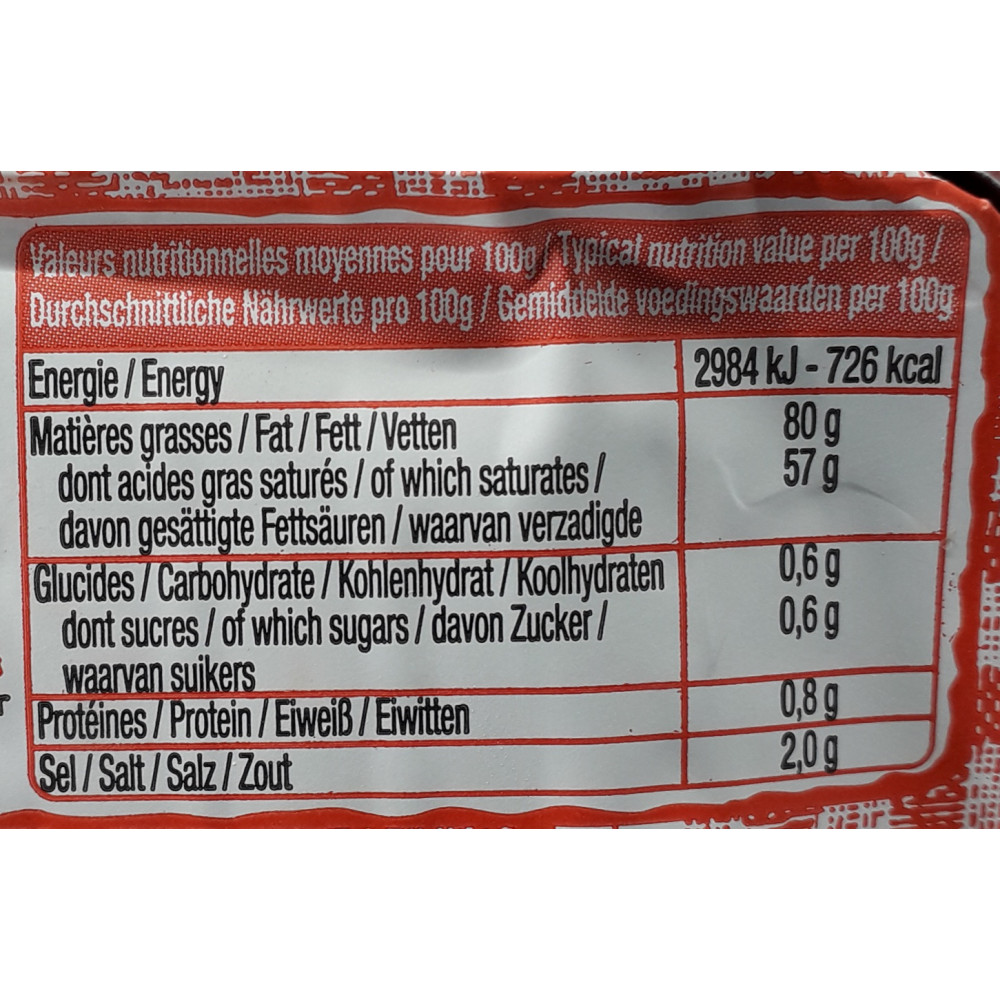 Valeurs nutritionnelles moyennes pour 100g / Typical nutrition value per 100g /
Durchschnittliche Nährwerte pro 100g / Gemiddelde voedingswaarden per 100g
Energie / Energy 2984 kJ - 726 kcal
Matières grasses / Fat / Fett / Vetten 80 g
dont acides gras saturés / of which saturates / 57 g
davon gesättigte Fettsäuren / waarvan verzadigde
Glucides / Carbohydrate / Kohlenhydrat / Koolhydraten 0,6 g
dont sucres / of which sugars / davon Zucker / 0,6 g
waarvan suikers
Protéines / Protein / Eiweiß / Eiwitten 0,8 g
Sel / Salt / Salz / Zout 2,0 g